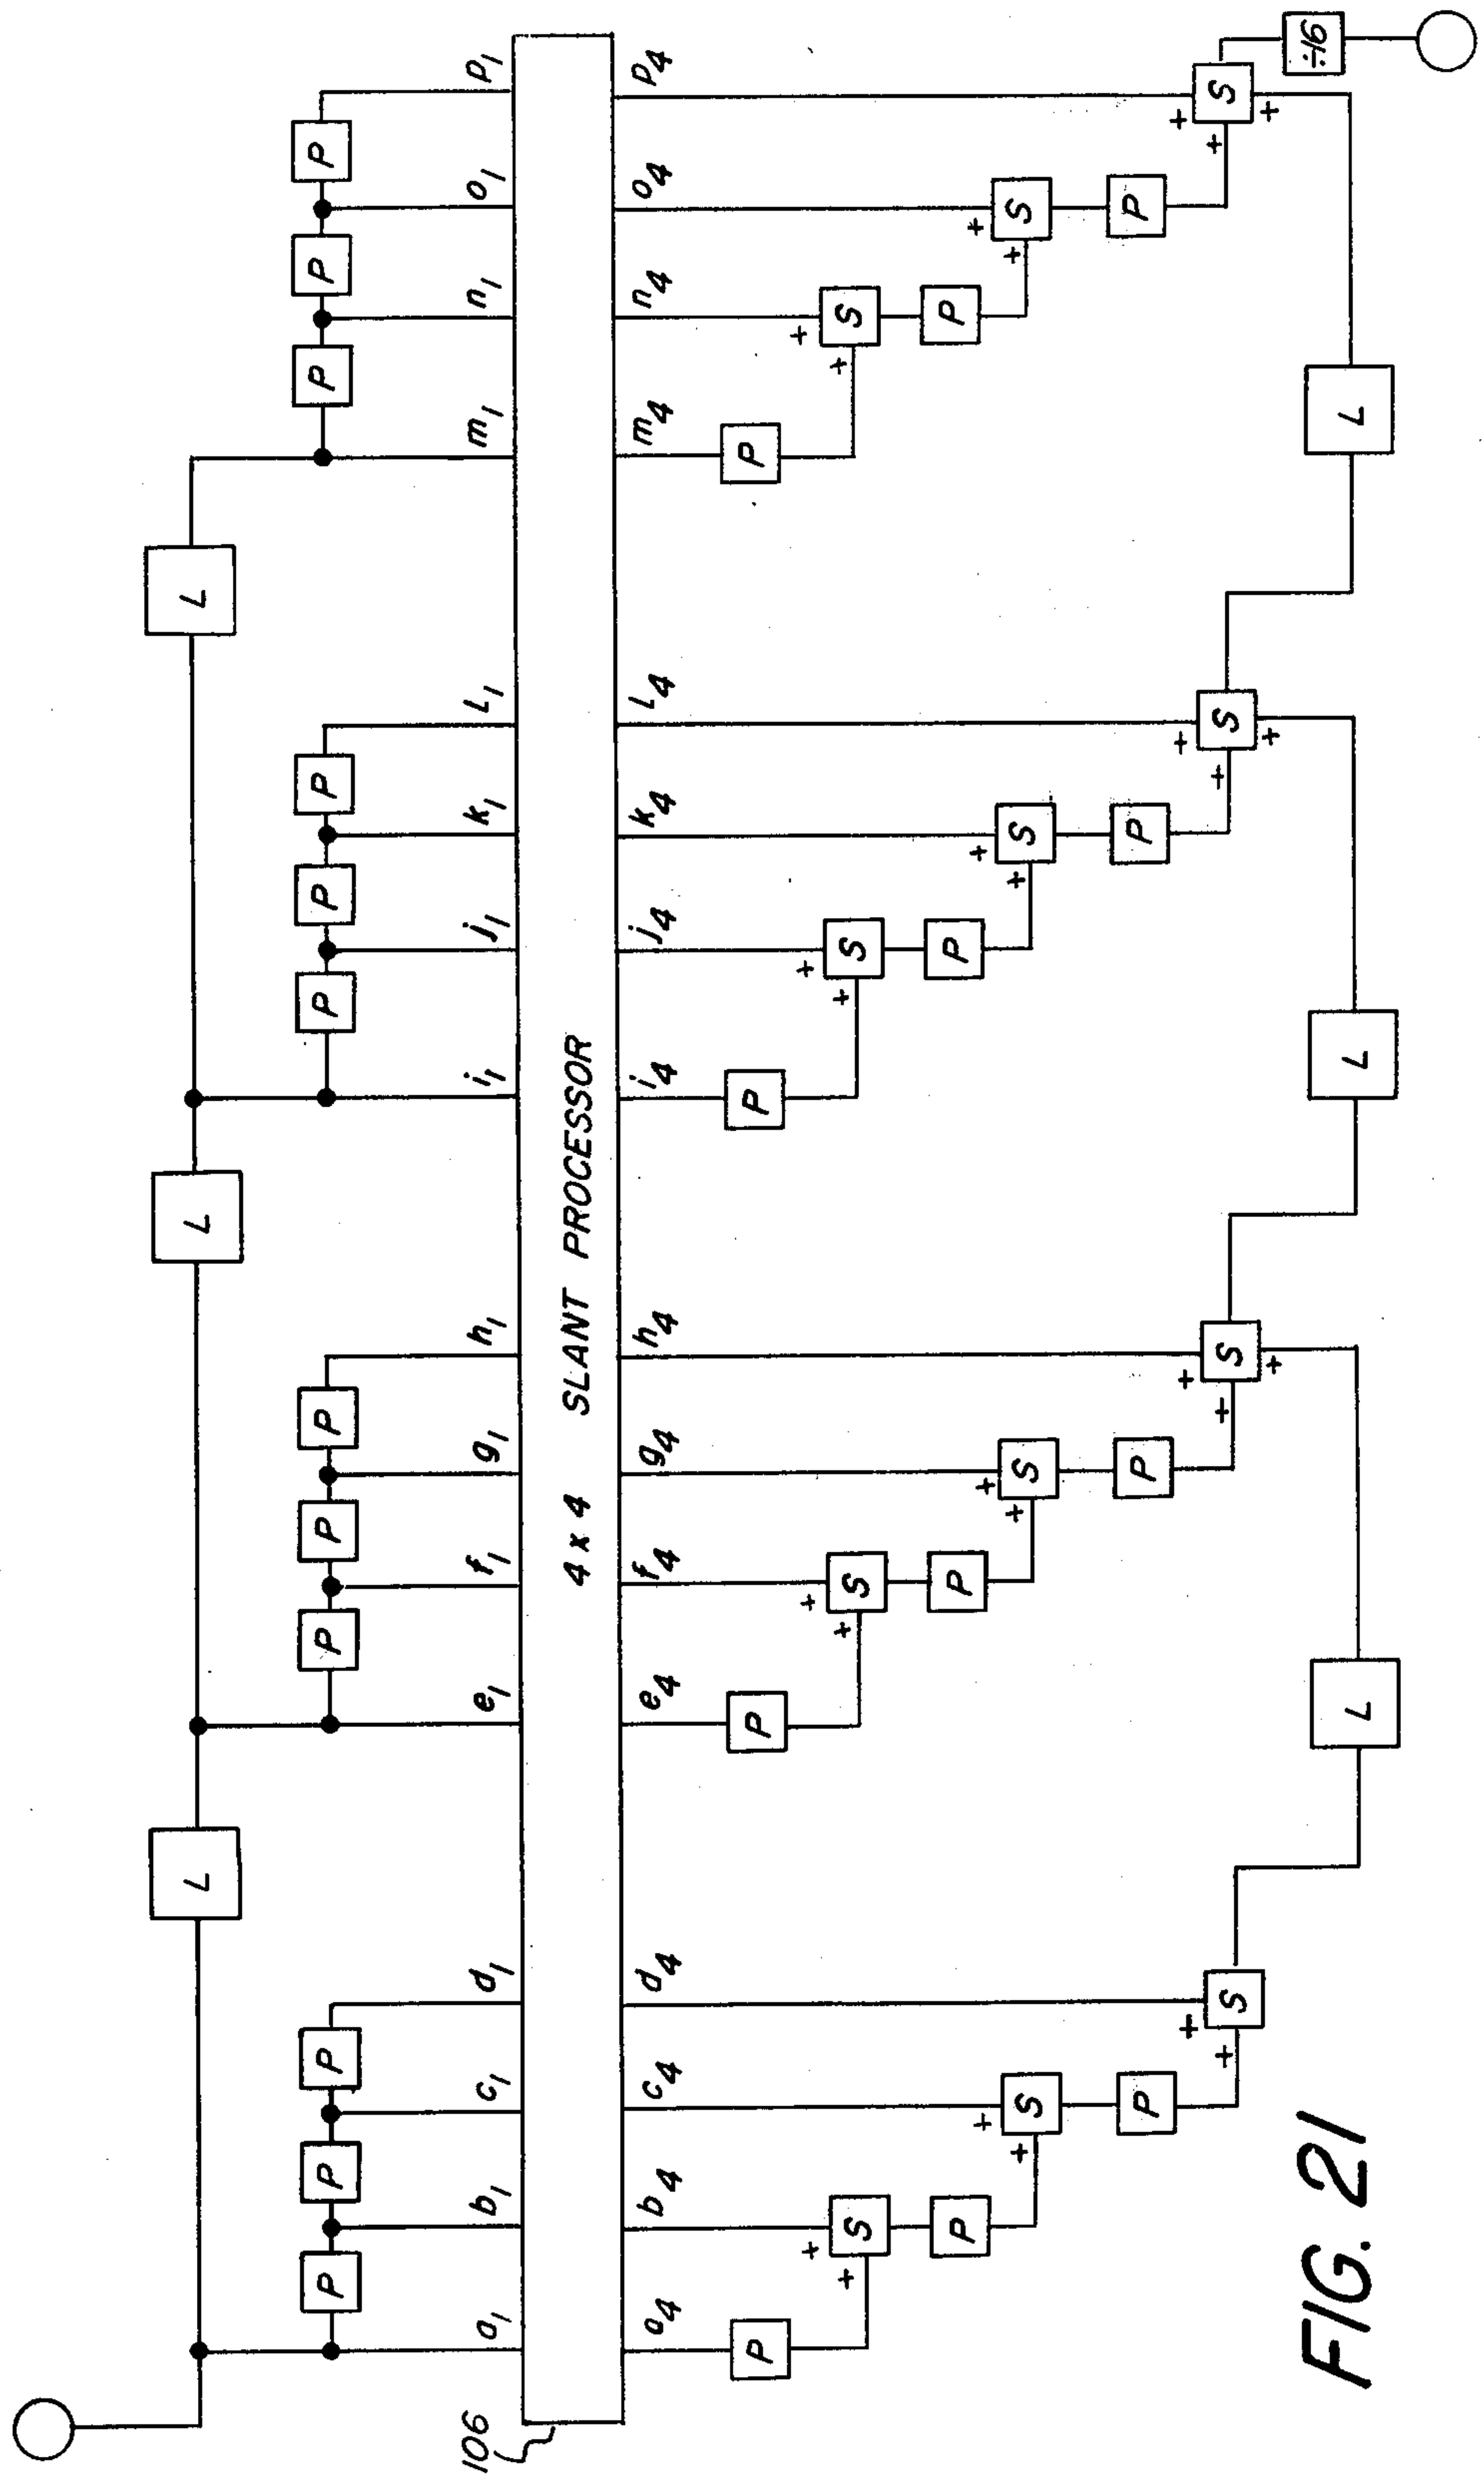 L L L
P P P P P P P P P P P P
a₁ b₁ c₁ d₁ e₁ f₁ g₁ h₁ i₁ j₁ k₁ L₁ m₁ n₁ o₁ p₁
106
4 x 4 SLANT PROCESSOR
a₄ b₄ c₄ d₄ e₄ f₄ g₄ h₄ i₄ j₄ k₄ L₄ m₄ n₄ o₄ p₄
P P P P
+ + + +
+ S + S + S + S
P P P P
+ + + +
+ S + S + S + S
P P P P
+ + + +
+ S + S + S + S
+ + +
÷16
L L L
FIG. 21